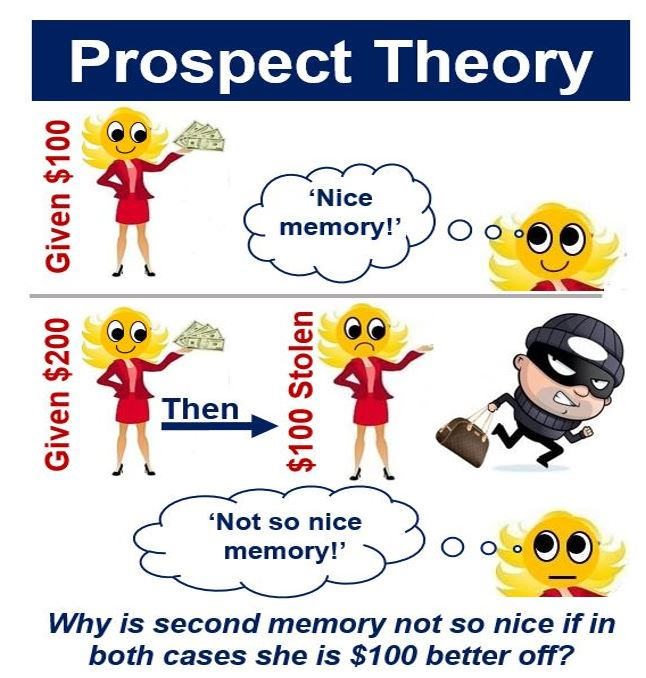 Prospect Theory
Given $100
‘Nice
memory!’
Given $200
Then
$100 Stolen
‘Not so nice
memory!’
Why is second memory not so nice if in
both cases she is $100 better off?